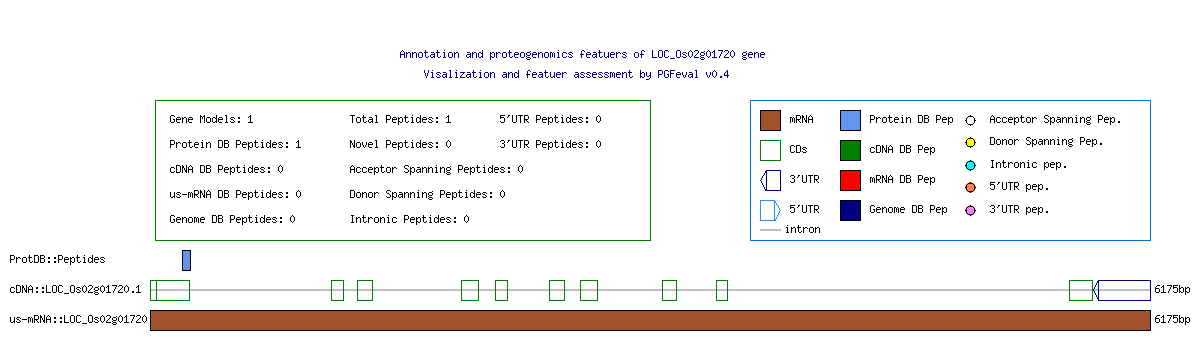 Annotation and proteogenomics featuers of LOC_Os02g01720 gene
Visalization and featuer assessment by PGFeval v0.4
Gene Models: 1 Total Peptides: 1 5'UTR Peptides: 0
Protein DB Peptides: 1 Novel Peptides: 0 3'UTR Peptides: 0
cDNA DB Peptides: 0 Acceptor Spanning Peptides: 0
us-mRNA DB Peptides: 0 Donor Spanning Peptides: 0
Genome DB Peptides: 0 Intronic Peptides: 0
mRNA Protein DB Pep Acceptor Spanning Pep.
CDs cDNA DB Pep Donor Spanning Pep.
3'UTR mRNA DB Pep Intronic pep.
5'UTR Genome DB Pep 5'UTR pep.
intron 3'UTR pep.
ProtDB::Peptides
cDNA::LOC_Os02g01720.1 6175bp
us-mRNA::LOC_Os02g01720 6175bp